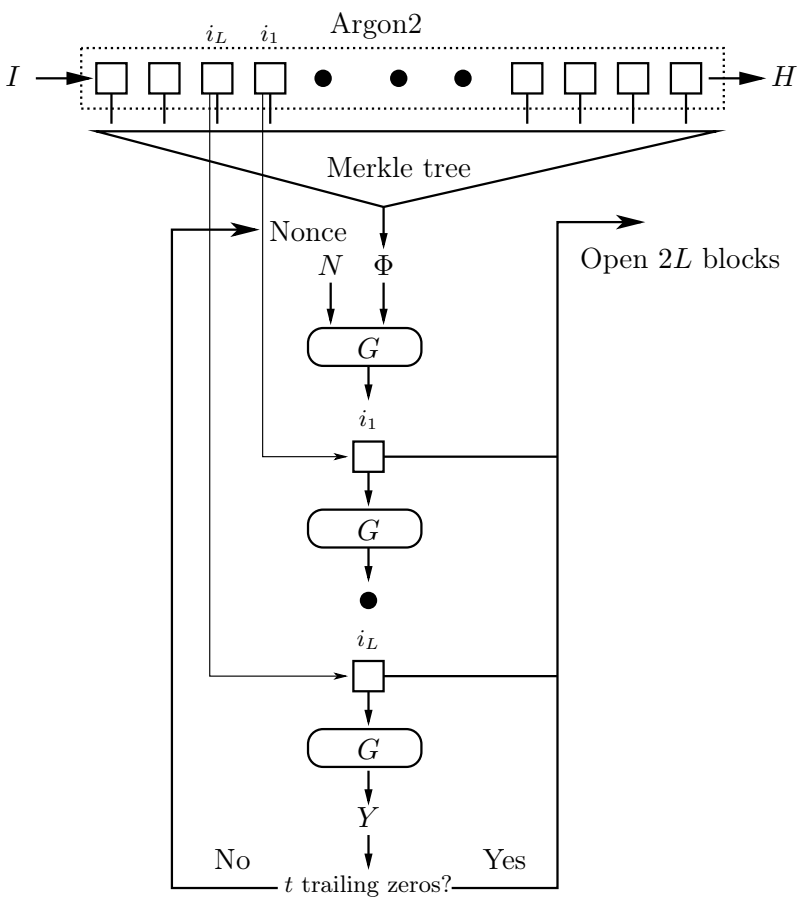 Argon2
i_L i_1
I H
Merkle tree
Nonce
Open 2L blocks
N Φ
G
i_1
G
i_L
G
Y
No Yes
t trailing zeros?